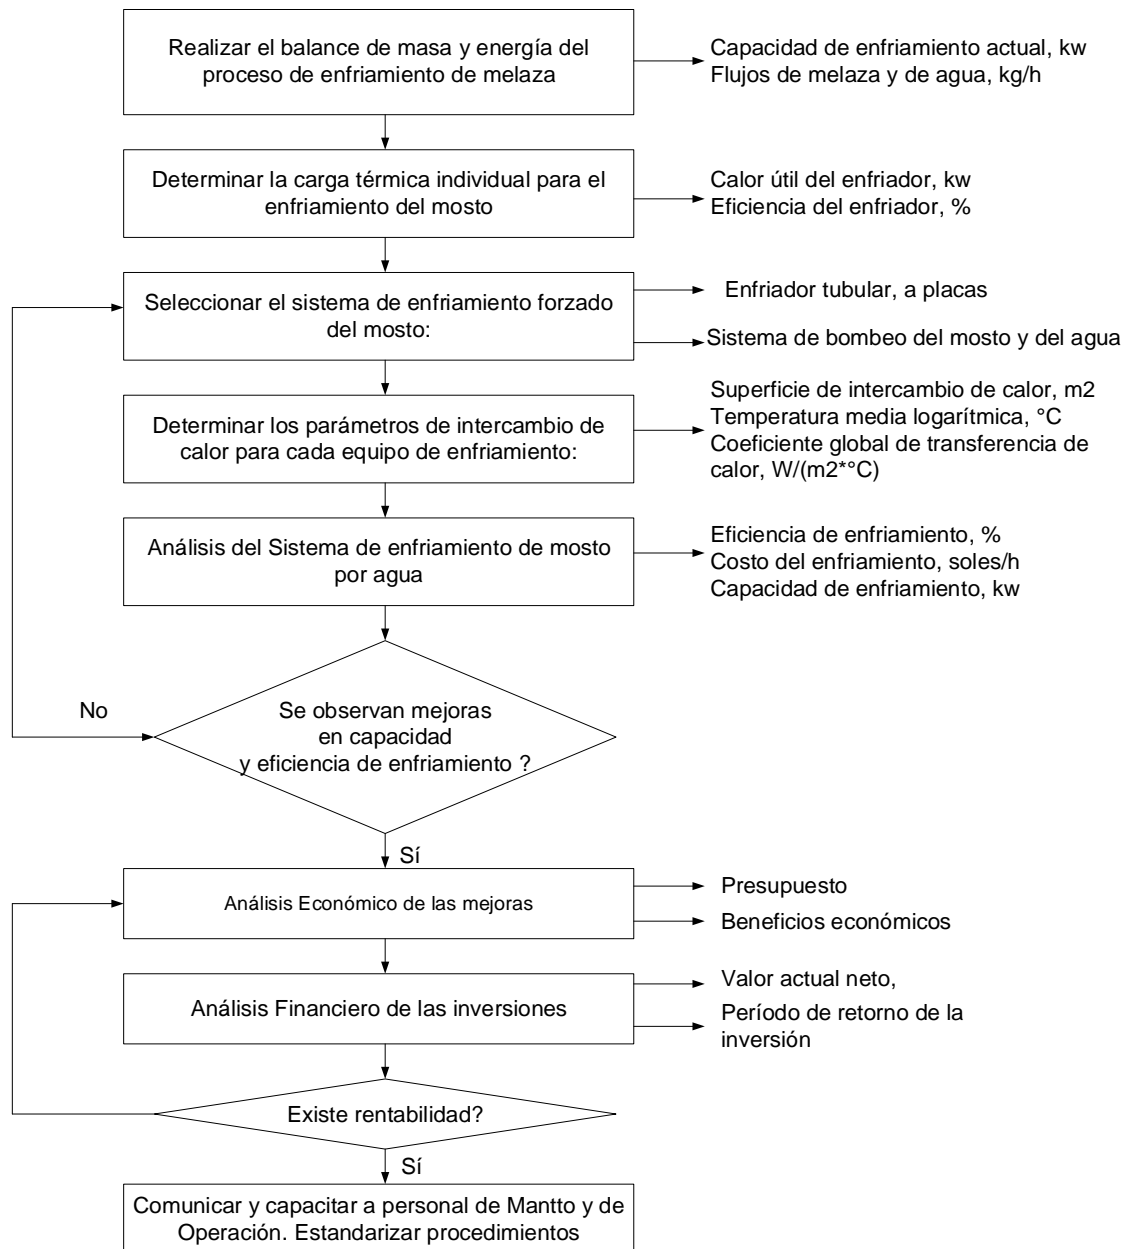 Realizar el balance de masa y energía del
proceso de enfriamiento de melaza
Capacidad de enfriamiento actual, kw
Flujos de melaza y de agua, kg/h
Determinar la carga térmica individual para el
enfriamiento del mosto
Calor útil del enfriador, kw
Eficiencia del enfriador, %
Seleccionar el sistema de enfriamiento forzado
del mosto:
Enfriador tubular, a placas
Sistema de bombeo del mosto y del agua
Determinar los parámetros de intercambio de
calor para cada equipo de enfriamiento:
Superficie de intercambio de calor, m2
Temperatura media logarítmica, °C
Coeficiente global de transferencia de
calor, W/(m2*°C)
Análisis del Sistema de enfriamiento de mosto
por agua
Eficiencia de enfriamiento, %
Costo del enfriamiento, soles/h
Capacidad de enfriamiento, kw
No
Se observan mejoras
en capacidad
y eficiencia de enfriamiento ?
Sí
Análisis Económico de las mejoras
Presupuesto
Beneficios económicos
Análisis Financiero de las inversiones
Valor actual neto,
Período de retorno de la
inversión
Existe rentabilidad?
Sí
Comunicar y capacitar a personal de Mantto y de
Operación. Estandarizar procedimientos